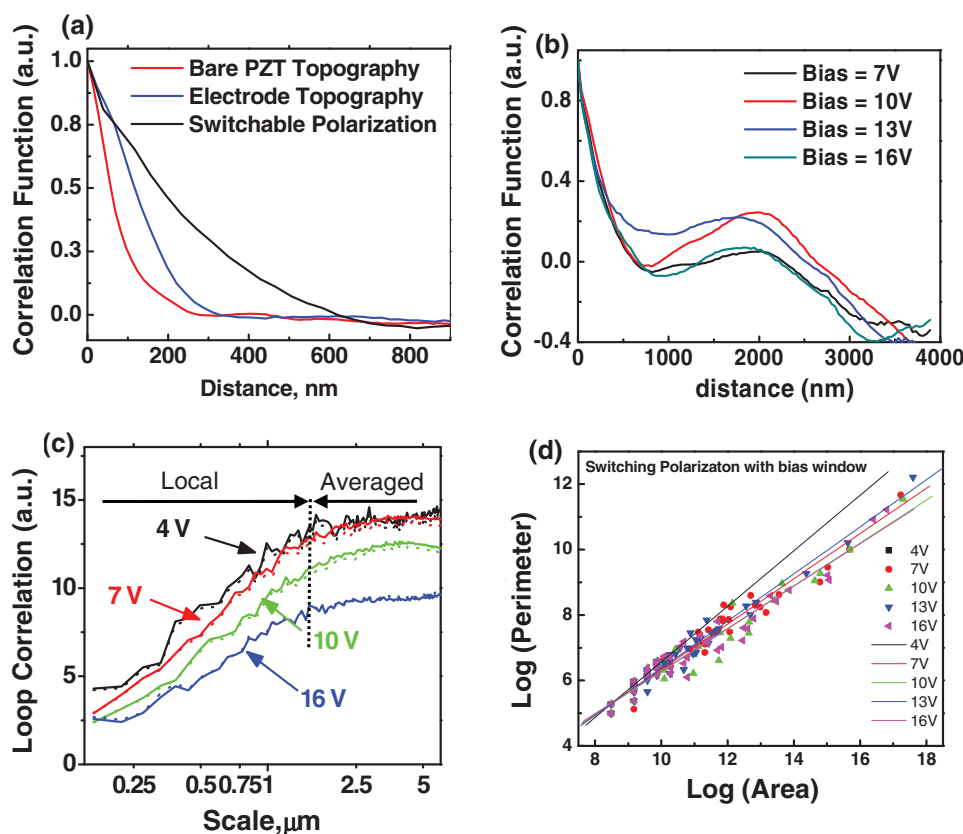 (a)
Correlation Function (a.u.)
1.0
0.8
0.5
0.3
0.0
Bare PZT Topography
Electrode Topography
Switchable Polarization
0 200 400 600 800
Distance, nm
(b)
Correlation Function (a.u.)
0.8
0.4
0.0
-0.4
Bias = 7V
Bias = 10V
Bias = 13V
Bias = 16V
0 1000 2000 3000 4000
distance (nm)
(c)
Loop Correlation (a.u.)
15
10
5
0
Local
Averaged
4 V
7 V
10 V
16 V
0.25 0.5 0.751 2.5 5
Scale,μm
(d)
Switching Polarizaton with bias window
Log (Perimeter)
12
10
8
6
4
4V
7V
10V
13V
16V
4V
7V
10V
13V
16V
8 10 12 14 16 18
Log (Area)